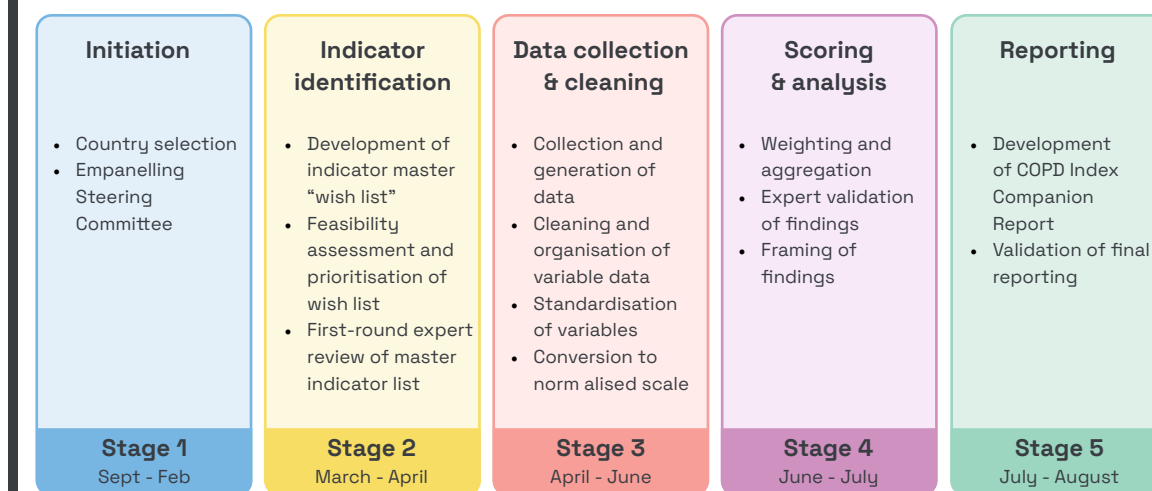 Initiation
• Country selection
• Empanelling
Steering
Committee
Stage 1
Sept - Feb
Indicator
identification
• Development of
indicator master
“wish list”
• Feasibility
assessment and
prioritisation of
wish list
• First-round expert
review of master
indicator list
Stage 2
March - April
Data collection
& cleaning
• Collection and
generation of
data
• Cleaning and
organisation of
variable data
• Standardisation
of variables
• Conversion to
norm alised scale
Stage 3
April - June
Scoring
& analysis
• Weighting and
aggregation
• Expert validation
of findings
• Framing of
findings
Stage 4
June - July
Reporting
• Development
of COPD Index
Companion
Report
• Validation of final
reporting
Stage 5
July - August